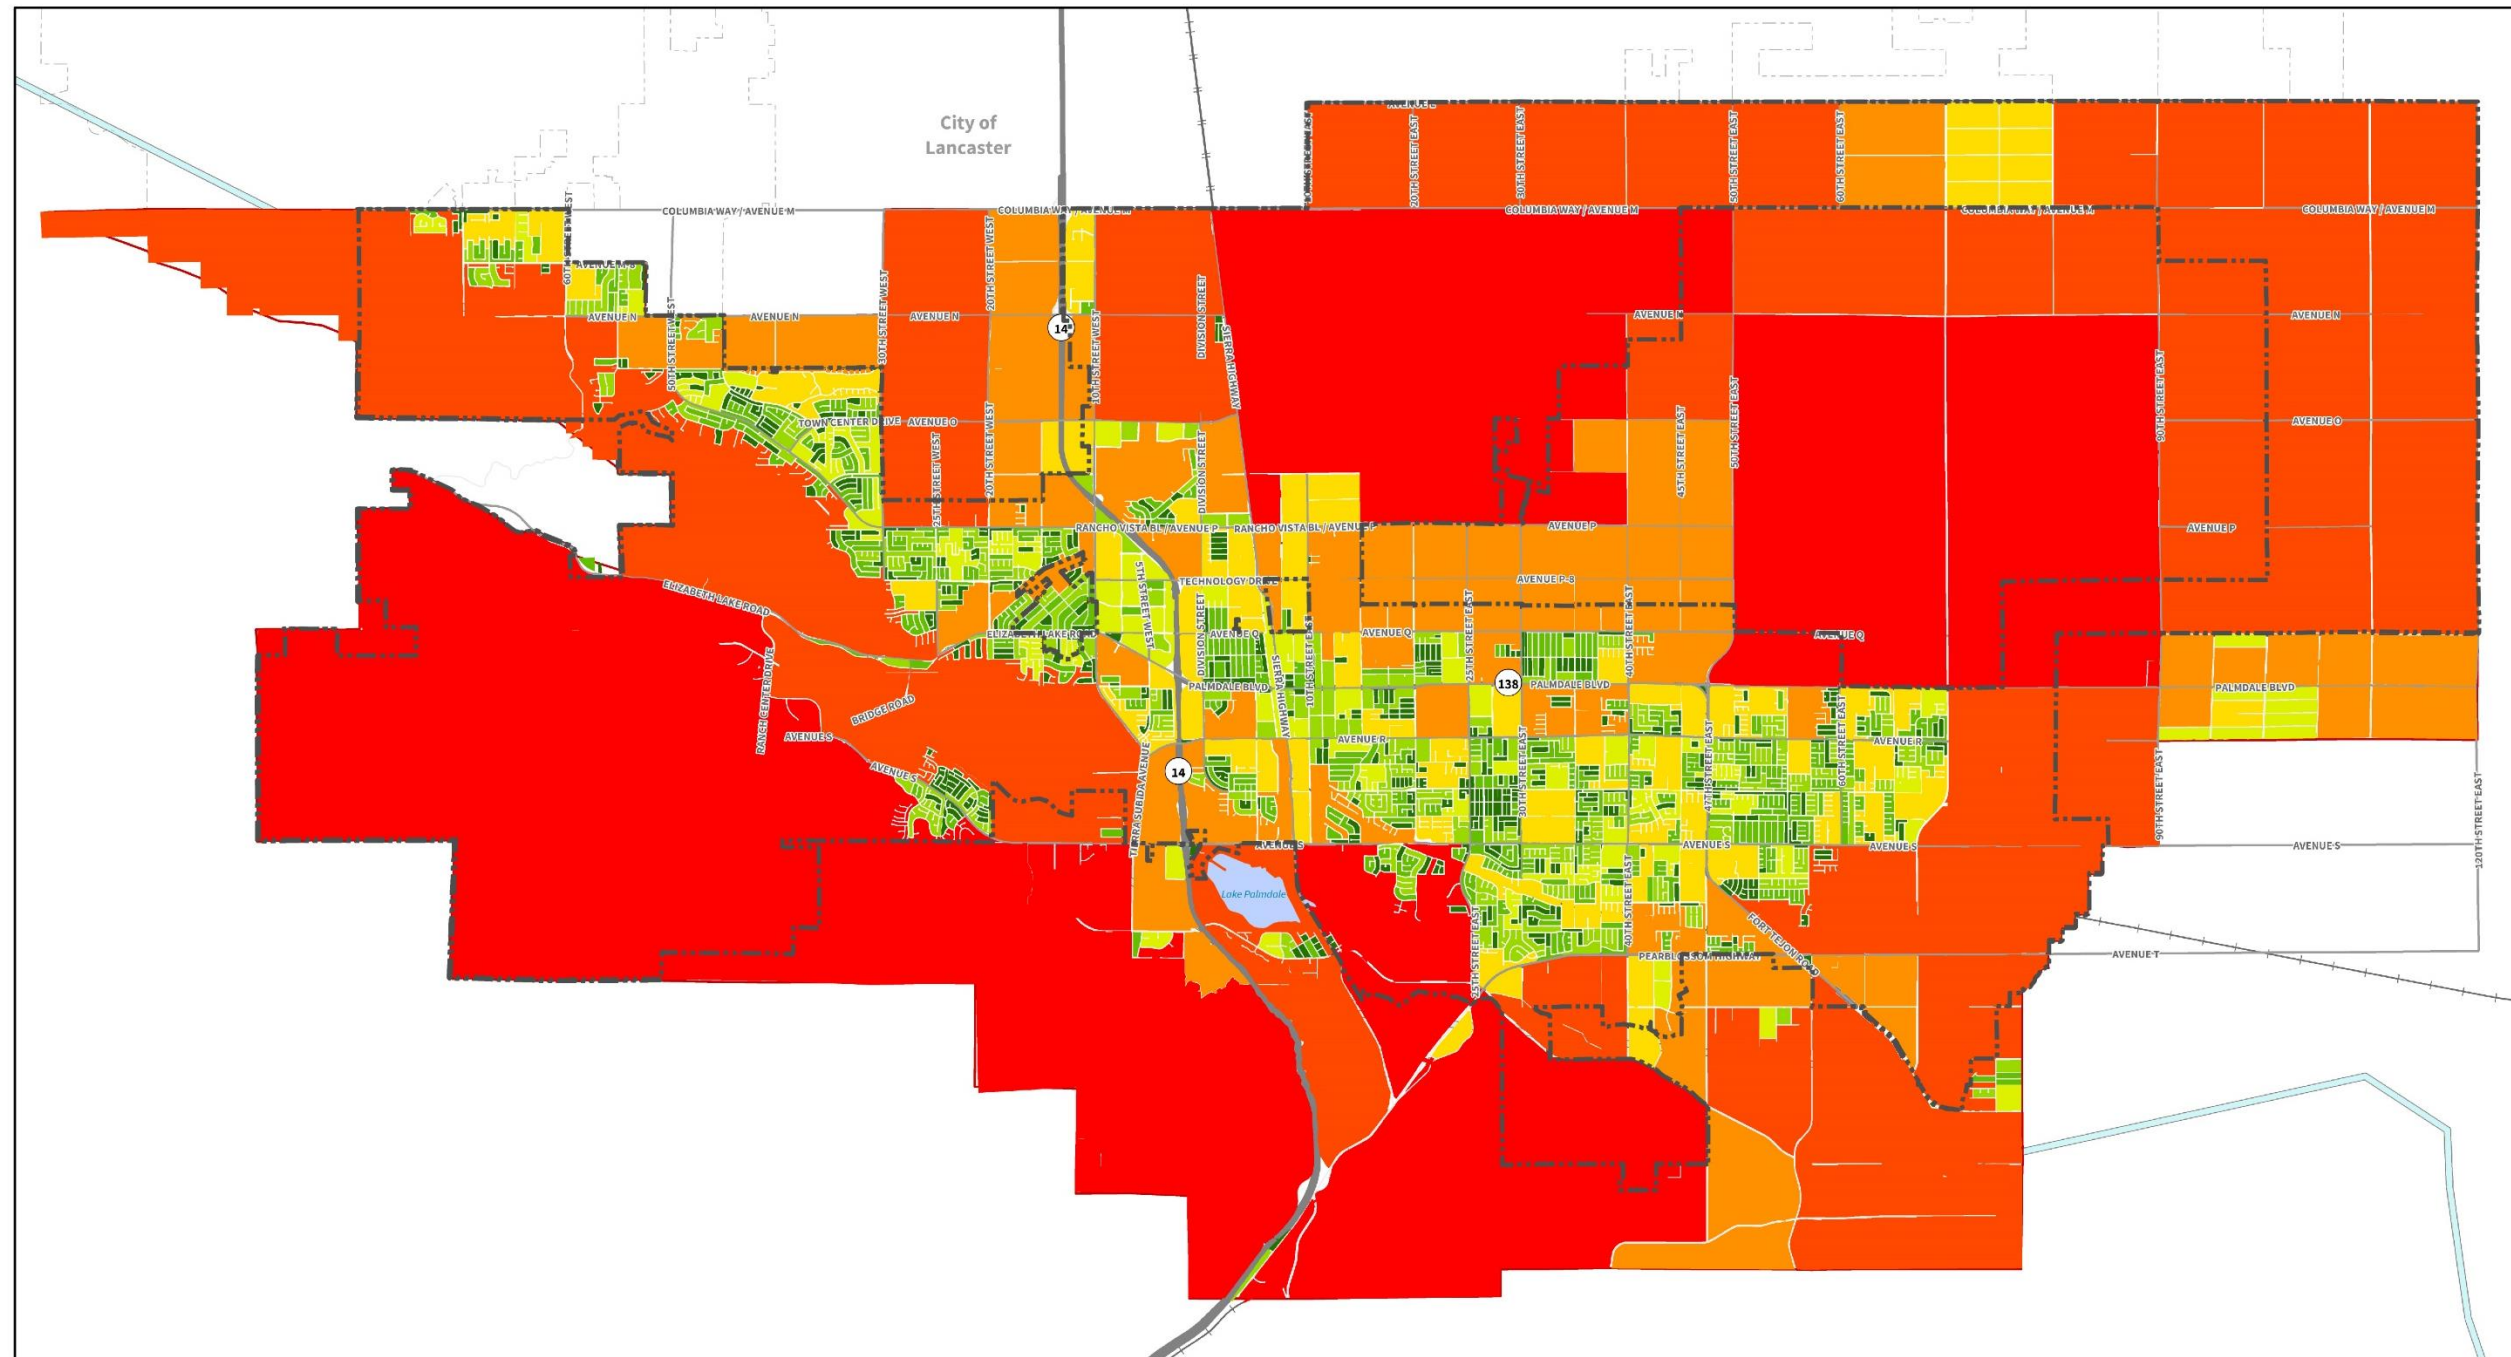 City of
Lancaster
AVENUE L
20TH STREET EAST
30TH STREET EAST
50TH STREET EAST
60TH STREET EAST
60TH STREET WEST
COLUMBIA WAY / AVENUE M
COLUMBIA WAY / AVENUE M
COLUMBIA WAY / AVENUE M
COLUMBIA WAY / AVENUE M
COLUMBIA WAY / AVENUE M
AVENUE M-8
20TH STREET WEST
30TH STREET WEST
50TH STREET WEST
AVENUE N
AVENUE N
AVENUE N
14
10TH STREET WEST
DIVISION STREET
SIERRA HIGHWAY
AVENUE N
AVENUE N
90TH STREET EAST
TOWN CENTER DRIVE
AVENUE O
25TH STREET WEST
20TH STREET WEST
DIVISION STREET
45TH STREET EAST
50TH STREET EAST
AVENUE O
RANCHO VISTA BL / AVENUE P
RANCHO VISTA BL / AVENUE P
AVENUE P
AVENUE P
ELIZABETH LAKE ROAD
5TH STREET WEST
TECHNOLOGY DRIVE
AVENUE P-8
ELIZABETH LAKE ROAD
DIVISION STREET
AVENUE Q
AVENUE Q
25TH STREET EAST
40TH STREET EAST
AVENUE Q
RANCH CENTER DRIVE
BRIDGE ROAD
AVENUE S
AVENUE S
SIERRA HIGHWAY
10TH STREET EAST
PALMDALE BLVD
138
PALMDALE BLVD
PALMDALE BLVD
AVENUE R
30TH STREET EAST
47TH STREET EAST
60TH STREET EAST
AVENUE R
14
TIERRA SUBIDA AVENUE
90TH STREET EAST
120TH STREET EAST
AVENUE S
AVENUE S
AVENUE S
AVENUE S
Lake Palmdale
25TH STREET EAST
40TH STREET EAST
FORT TEJON ROAD
PEARBLOSSOM HIGHWAY
AVENUE T